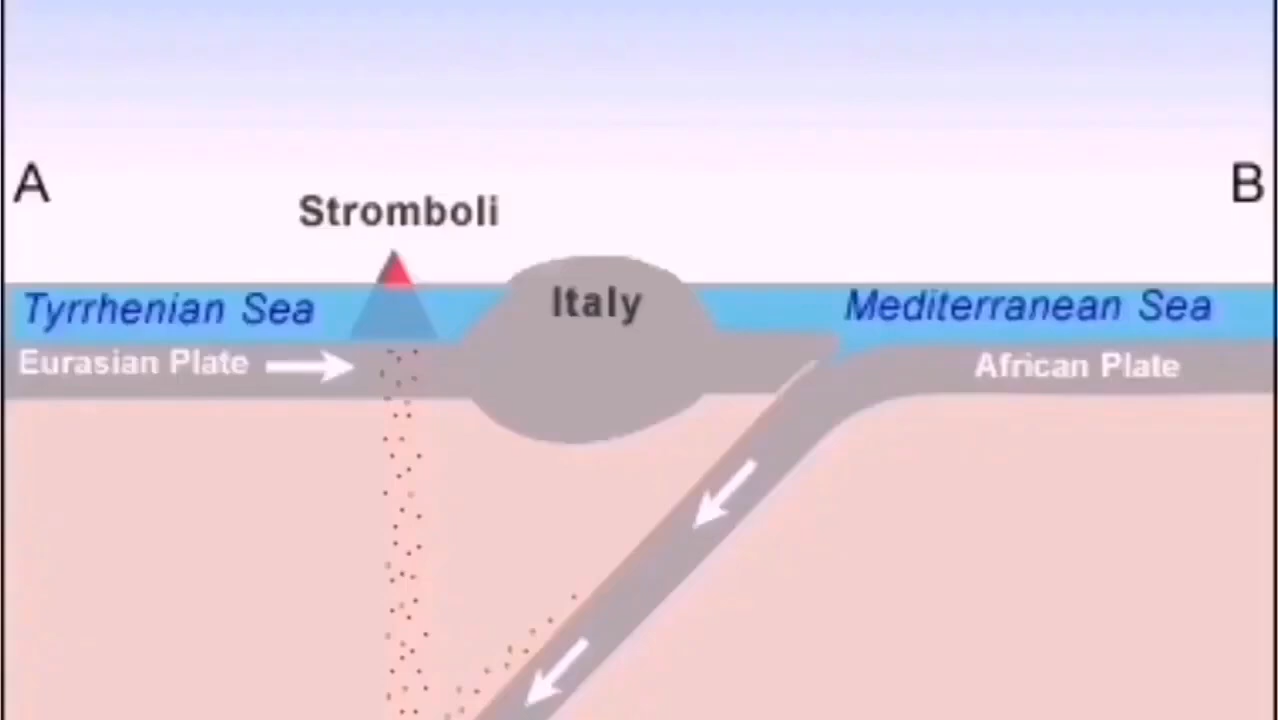 A
B
Stromboli
Tyrrhenian Sea
Italy
Mediterranean Sea
Eurasian Plate
African Plate